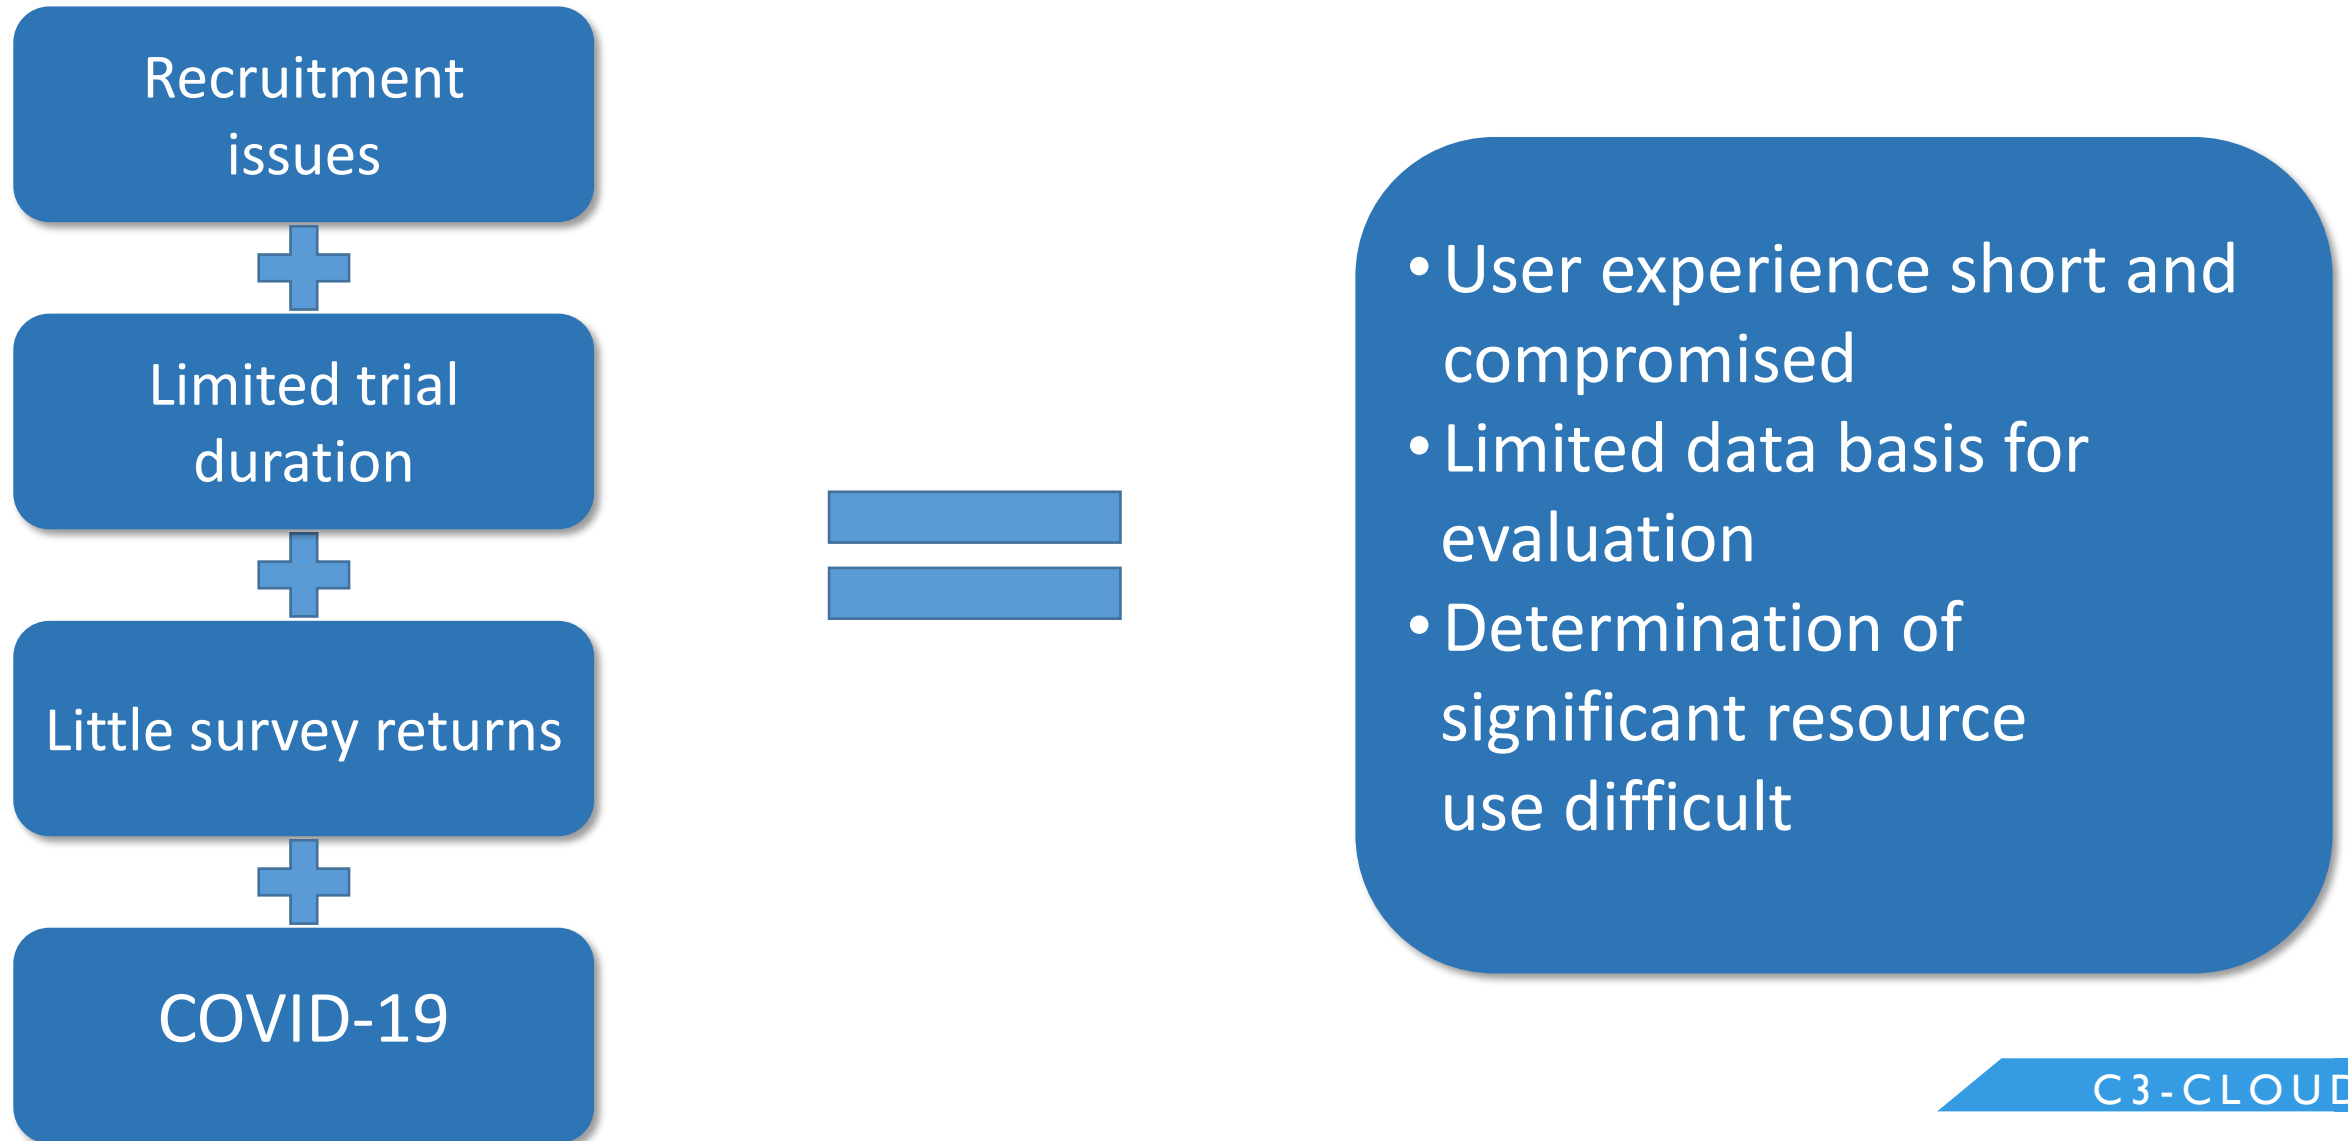 Recruitment
issues
Limited trial
duration
Little survey returns
COVID-19
• User experience short and
compromised
• Limited data basis for
evaluation
• Determination of
significant resource
use difficult
C3-CLOUD